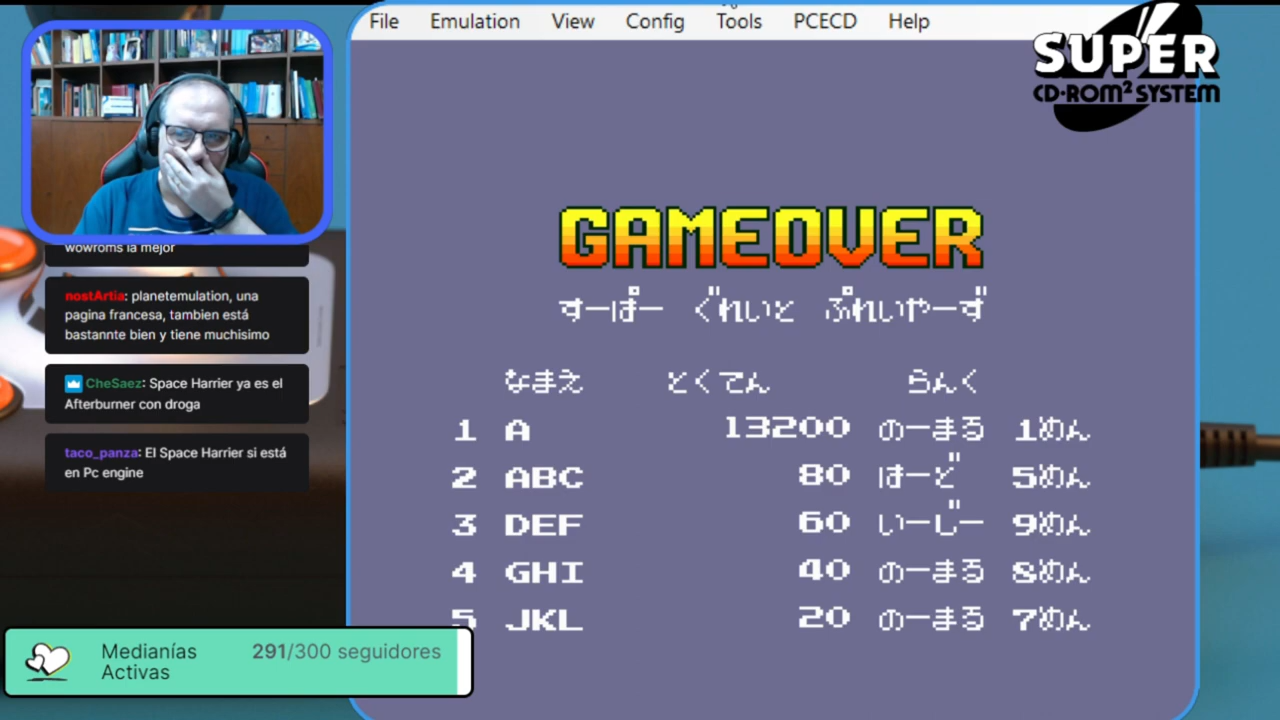 File Emulation View Config Tools PCECD Help
SUPER
CD-ROM² SYSTEM
wowroms la mejor
nostArtia: planetemulation, una
pagina francesa, tambien está
bastannte bien y tiene muchisimo
CheSaez: Space Harrier ya es el
Afterburner con droga
taco_panza: El Space Harrier si está
en Pc engine
GAMEOVER
すーぱー ぐれいと ぷれいやーず
なまえ とくてん らんく
1 A 13200 のーまる 1めん
2 ABC 80 はーど 5めん
3 DEF 60 いーじー 9めん
4 GHI 40 のーまる 8めん
5 JKL 20 のーまる 7めん
Medianías 291/300 seguidores
Activas